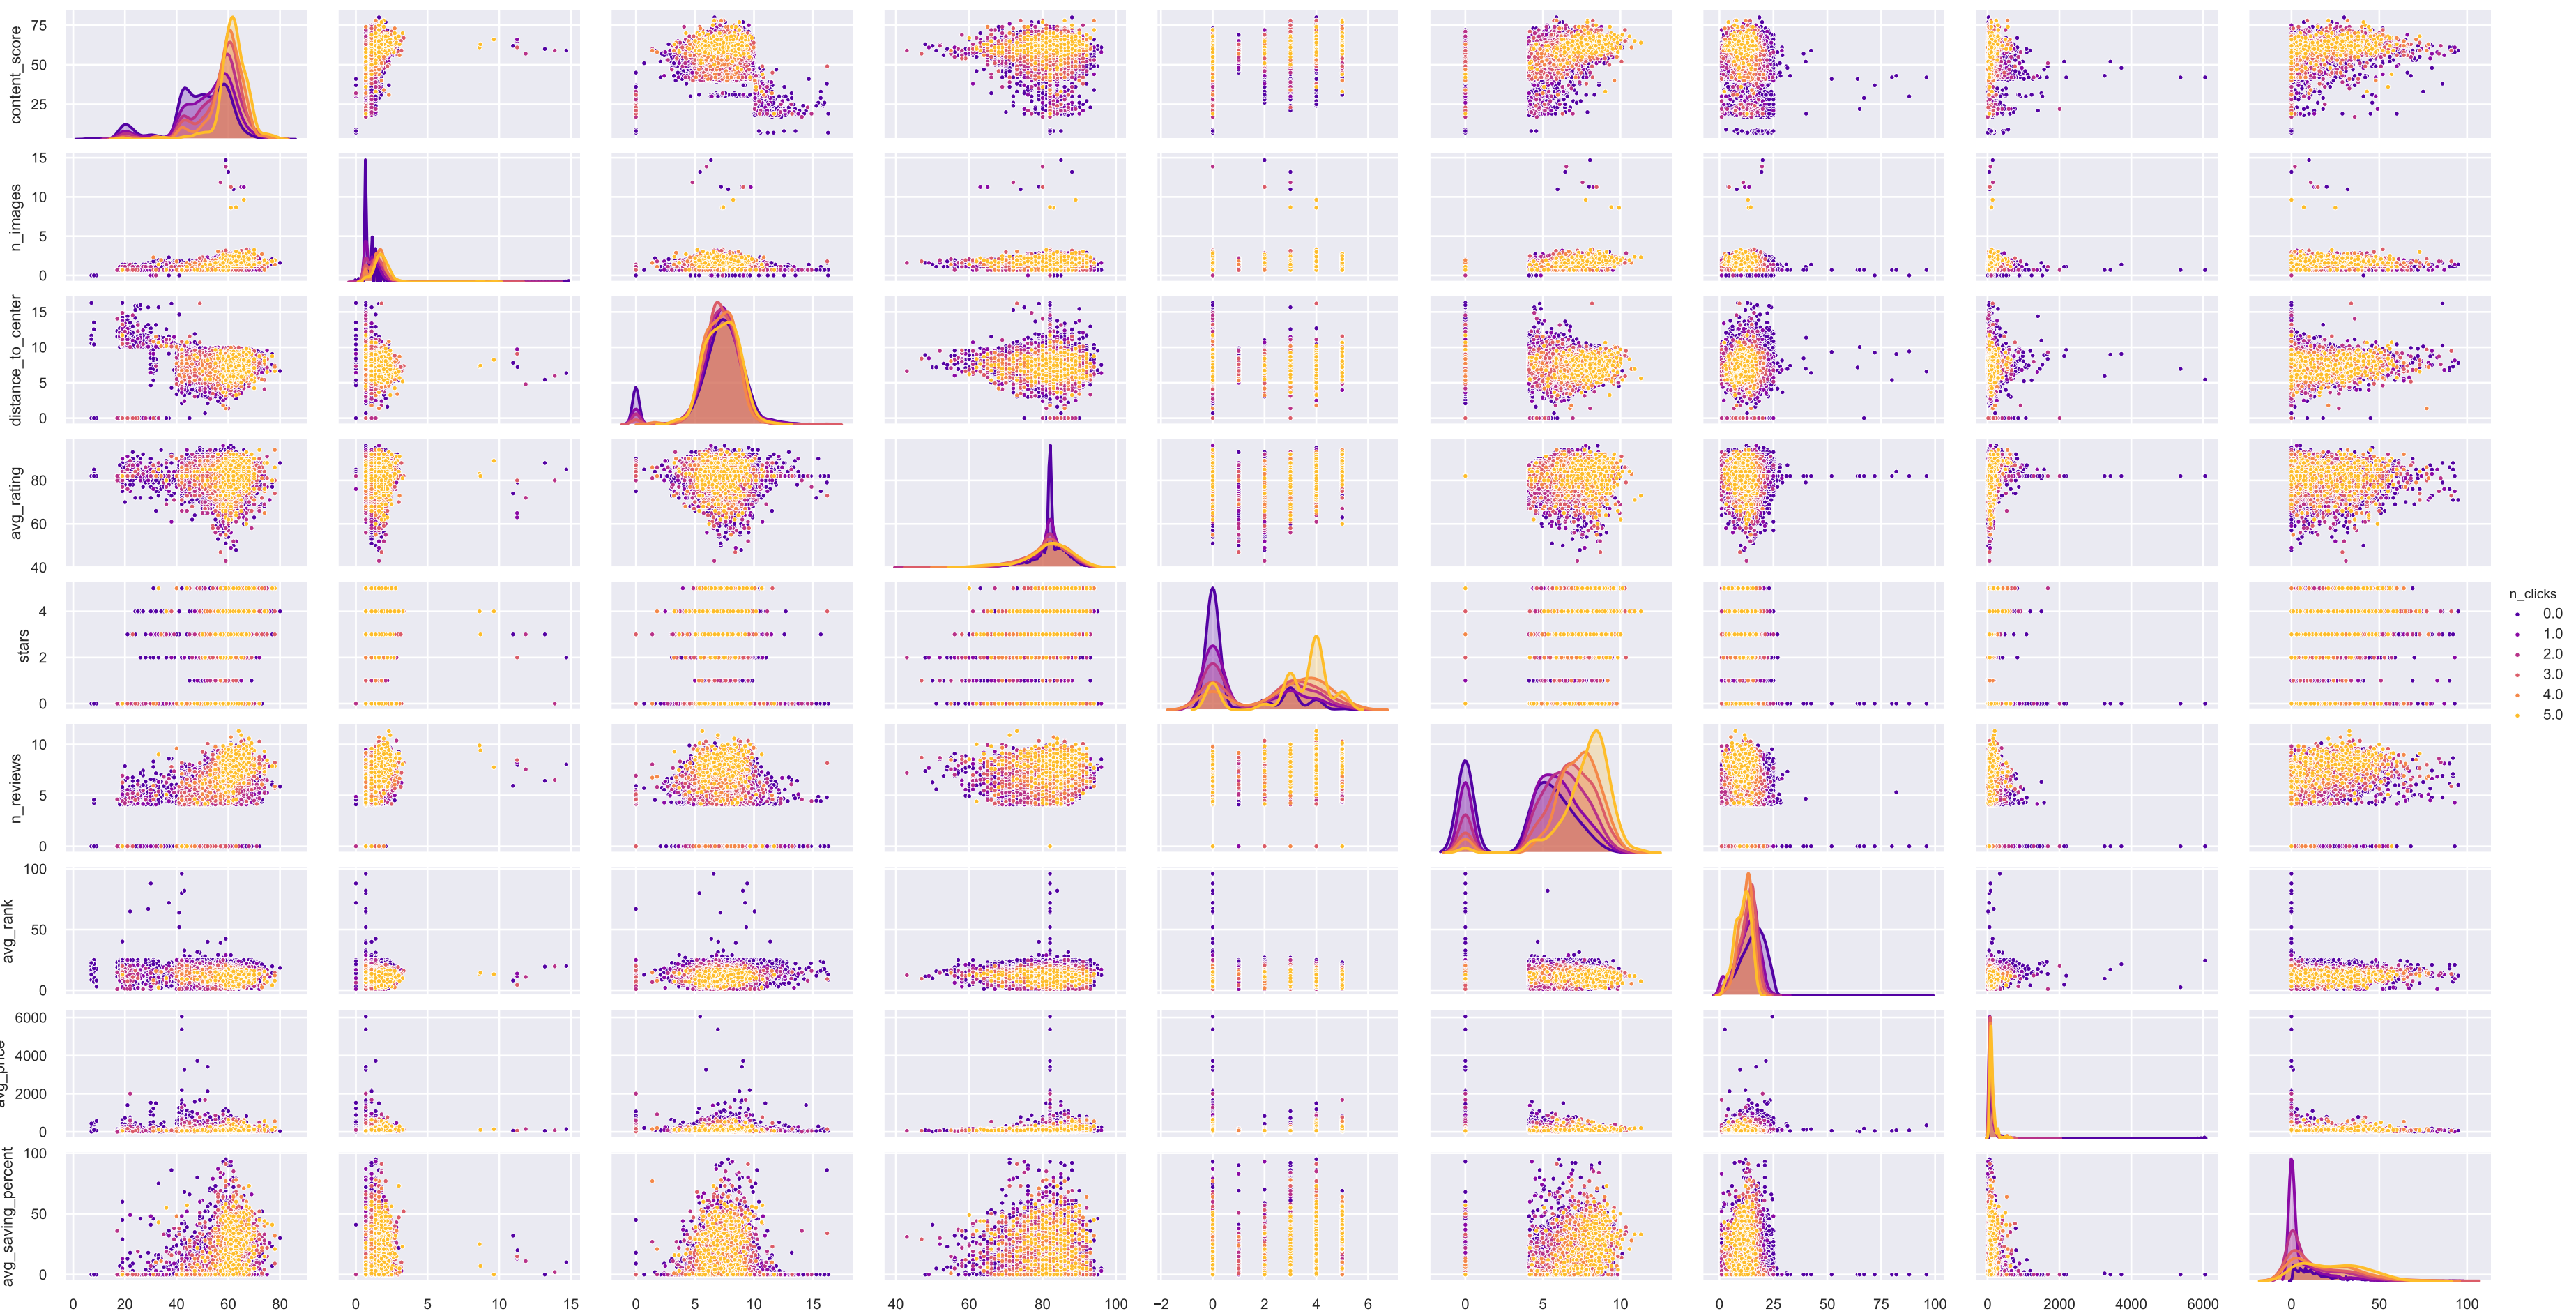 content_score
75
50
25
n_images
15
10
5
0
distance_to_center
15
10
5
0
avg_rating
80
60
40
stars
4
2
0
n_reviews
10
5
0
avg_rank
100
50
0
avg_price
6000
4000
2000
0
avg_saving_percent
100
50
0
0 20 40 60 80
0 5 10 15
0 5 10 15
40 60 80 100
−2 0 2 4 6
0 5 10
0 25 50 75 100
0 2000 4000 6000
0 50 100
n_clicks
0.0
1.0
2.0
3.0
4.0
5.0